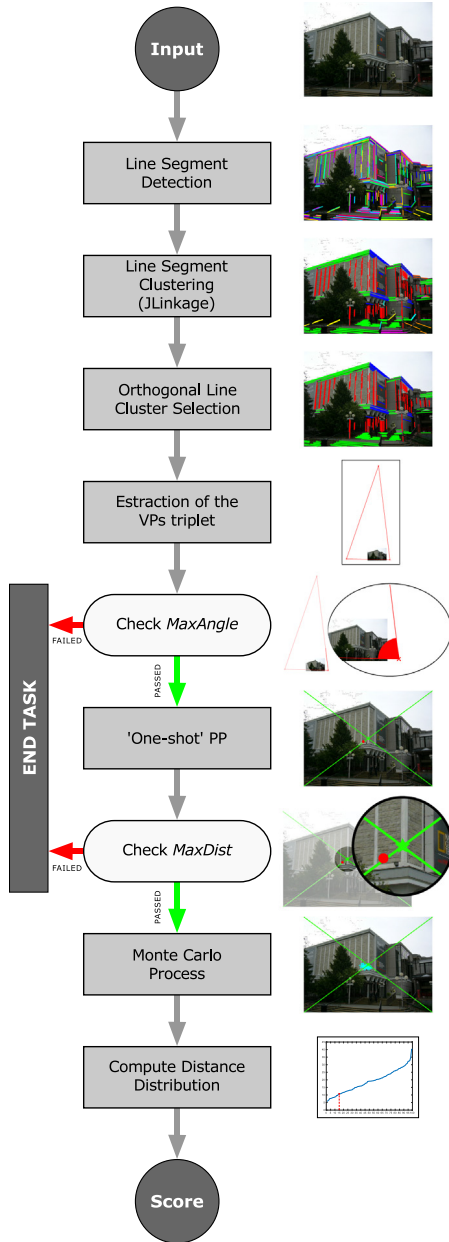 Input
Line Segment
Detection
Line Segment
Clustering
(JLinkage)
Orthogonal Line
Cluster Selection
Extraction of the
VPs triplet
Check MaxAngle
FAILED
PASSED
END TASK
'One-shot' PP
Check MaxDist
FAILED
PASSED
Monte Carlo
Process
Compute Distance
Distribution
Score